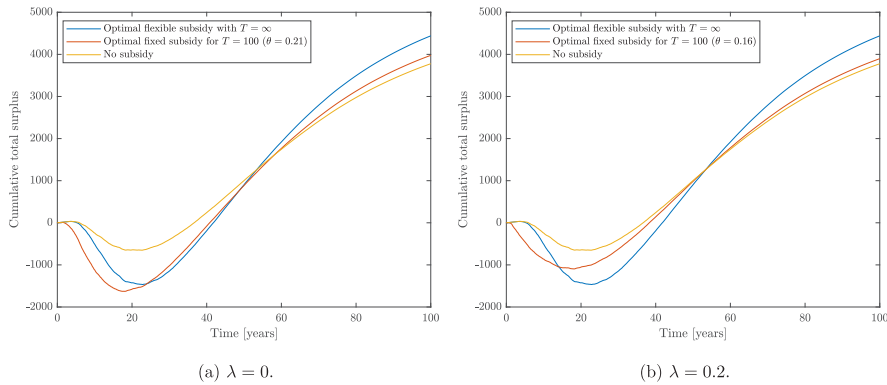 5000
4000
3000
2000
1000
0
-1000
-2000
Cumulative total surplus
Optimal flexible subsidy with T = ∞
Optimal fixed subsidy for T = 100 (θ = 0.21)
No subsidy
0 20 40 60 80 100
Time [years]
(a) λ = 0.
5000
4000
3000
2000
1000
0
-1000
-2000
Cumulative total surplus
Optimal flexible subsidy with T = ∞
Optimal fixed subsidy for T = 100 (θ = 0.16)
No subsidy
0 20 40 60 80 100
Time [years]
(b) λ = 0.2.